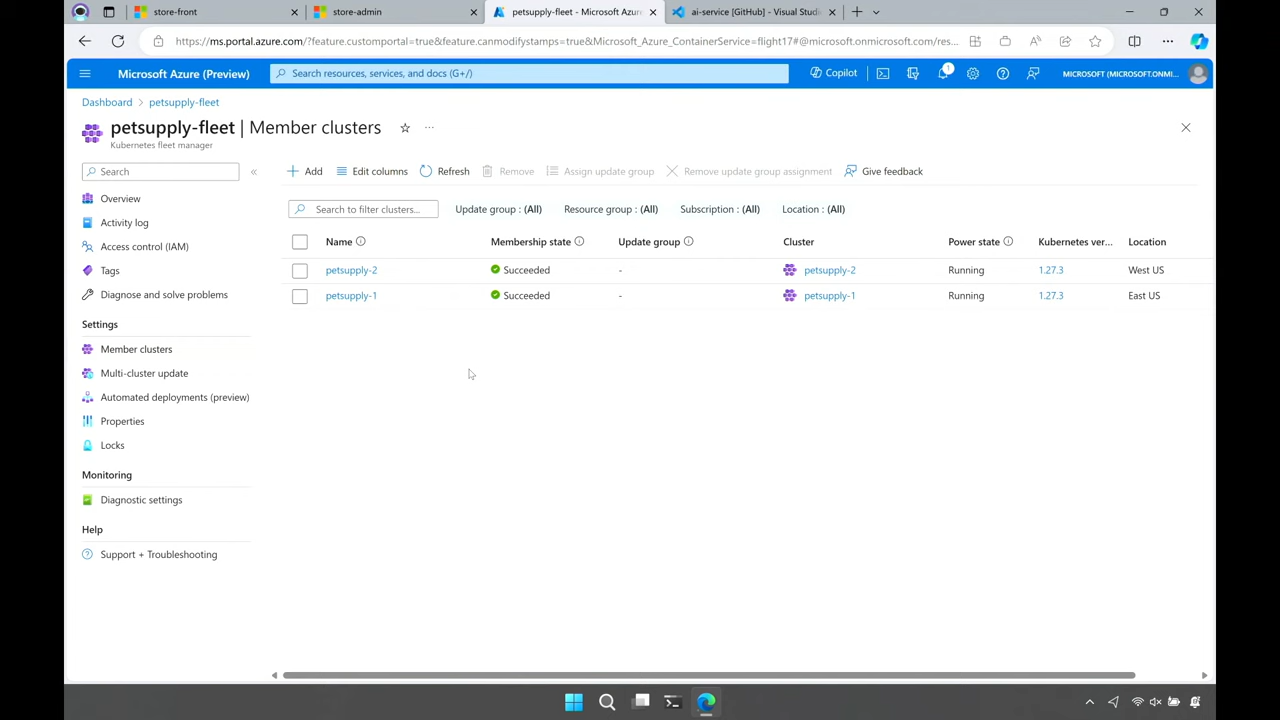 store-front
store-admin
petsupply-fleet - Microsoft Azure
ai-service [GitHub] - Visual Studi
https://ms.portal.azure.com/?feature.customportal=true&feature.canmodifystamps=true&Microsoft_Azure_ContainerService=flight17#@microsoft.onmicrosoft.com/res...
Microsoft Azure (Preview)
Search resources, services, and docs (G+/)
Copilot
1
MICROSOFT (MICROSOFT.ONMI...
Dashboard > petsupply-fleet
petsupply-fleet | Member clusters
Kubernetes fleet manager
Search
Add
Edit columns
Refresh
Remove
Assign update group
Remove update group assignment
Give feedback
Overview
Activity log
Access control (IAM)
Tags
Diagnose and solve problems
Settings
Member clusters
Multi-cluster update
Automated deployments (preview)
Properties
Locks
Monitoring
Diagnostic settings
Help
Support + Troubleshooting
Search to filter clusters...
Update group : (All)
Resource group : (All)
Subscription : (All)
Location : (All)
Name Membership state Update group Cluster Power state Kubernetes ver... Location
petsupply-2 Succeeded - petsupply-2 Running 1.27.3 West US
petsupply-1 Succeeded - petsupply-1 Running 1.27.3 East US